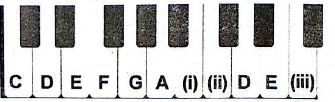 C D E F G A (i) (ii) D E (iii)